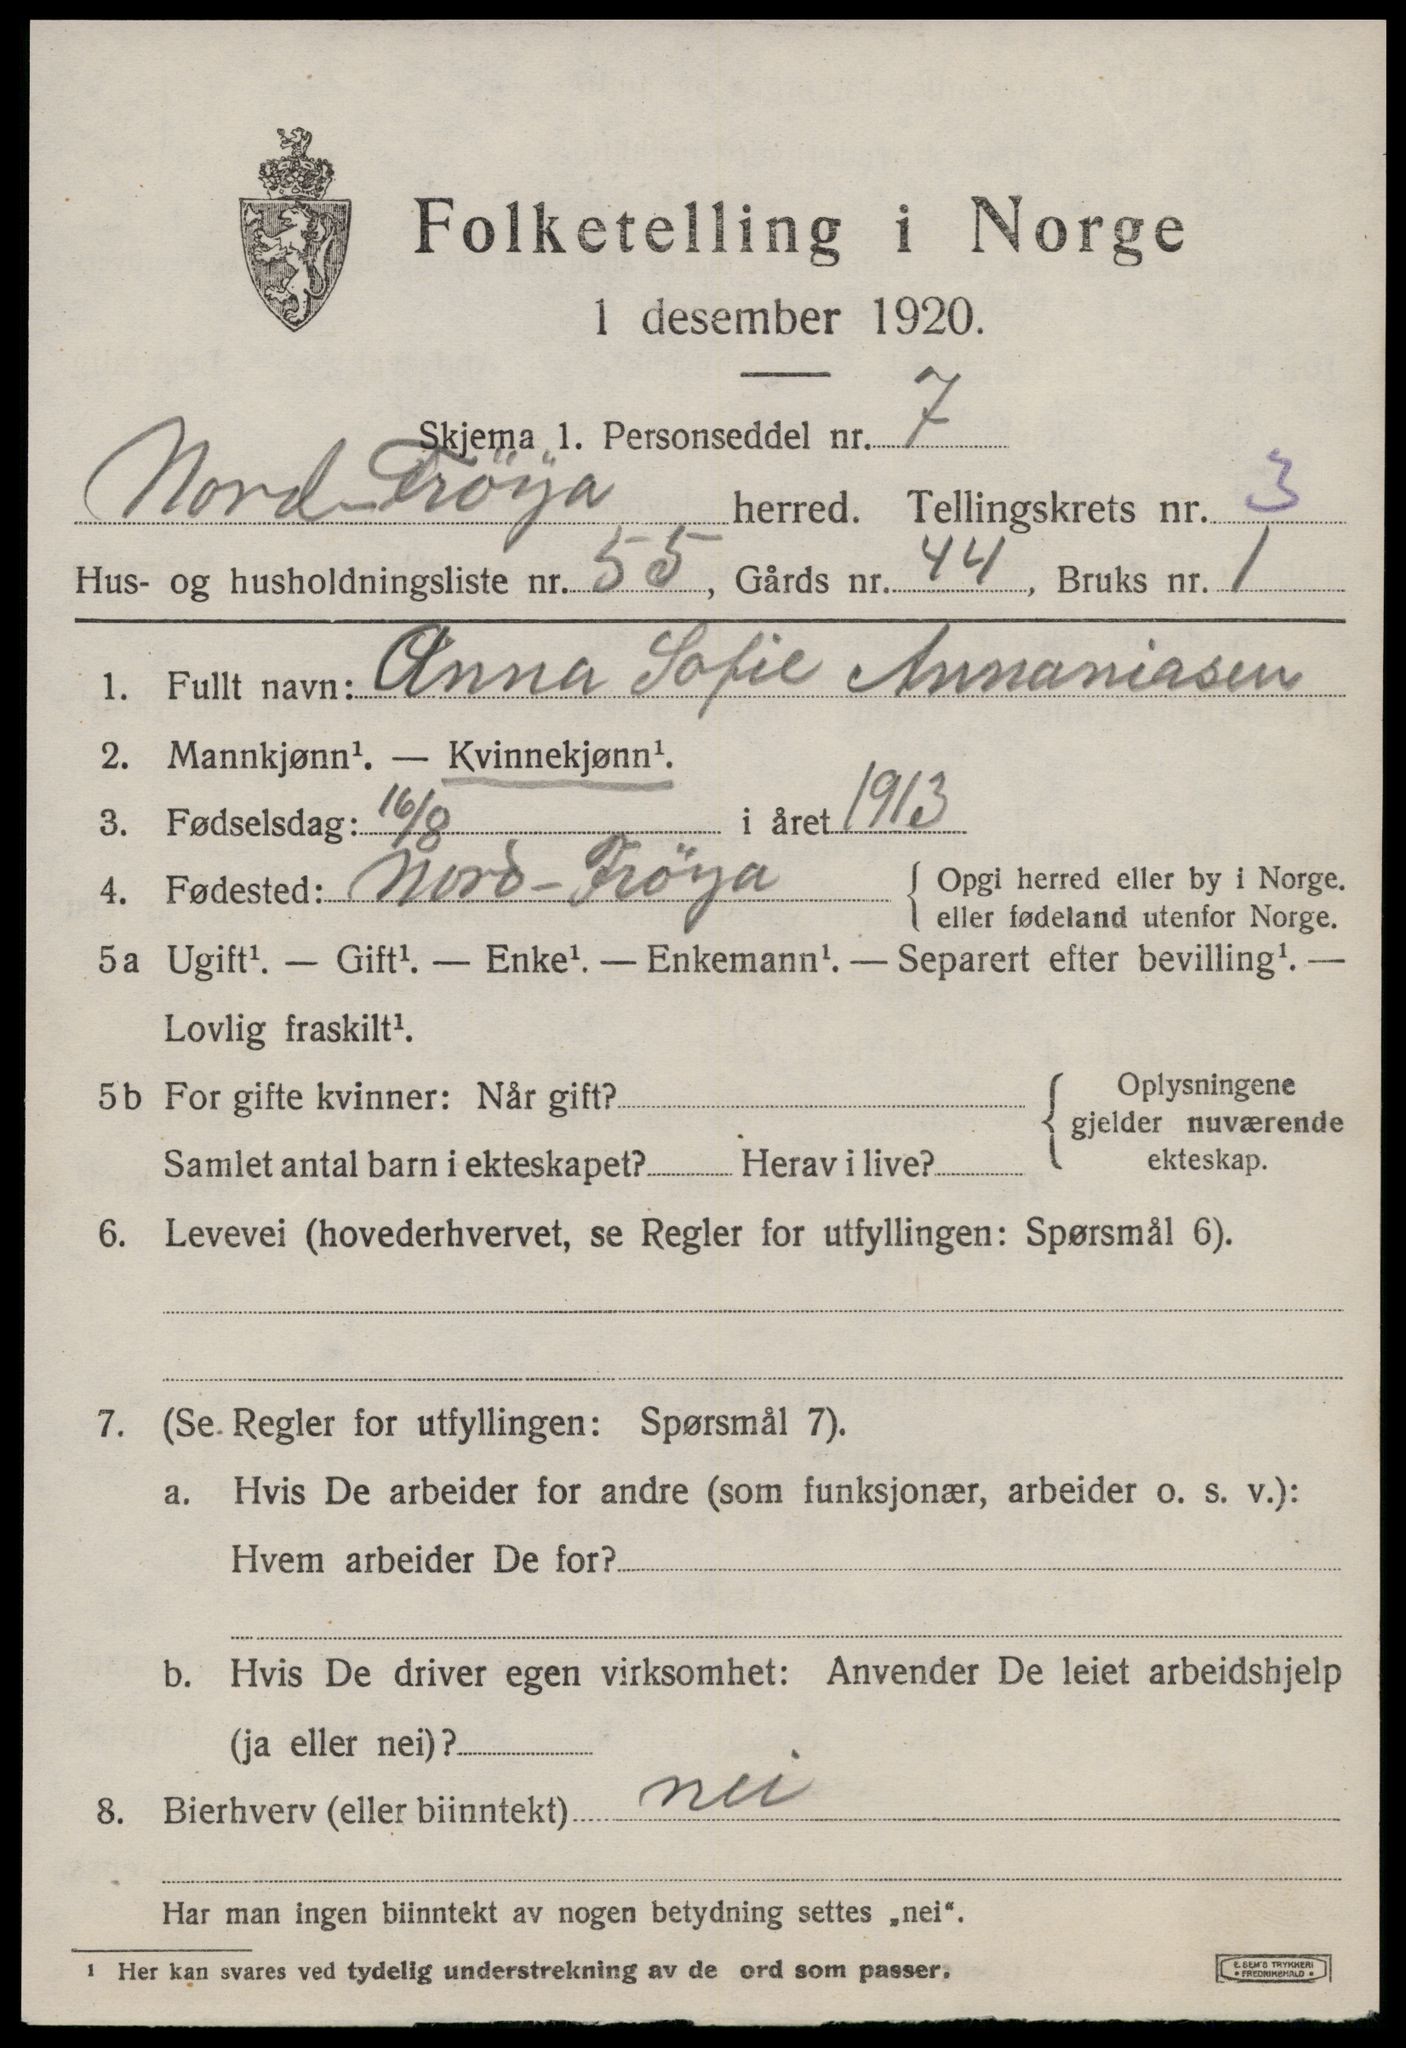 Folketelling i Norge
1 desember 1920.
Skjema 1. Personseddel nr. 7
Nord-Fröya herred. Tellingskrets nr. 3
Hus- og husholdningsliste nr. 55, Gårds nr. 44, Bruks nr. 1
1. Fullt navn: Anna Sofie Annaniasen
2. Mannkjønn¹. — Kvinnekjønn¹.
3. Fødselsdag: 16/8 i året 1913
4. Fødested: Nord-Fröya { Opgi herred eller by i Norge.
eller fødeland utenfor Norge.
5a Ugift¹. — Gift¹. — Enke¹. — Enkemann¹. — Separert efter bevilling¹. —
Lovlig fraskilt¹.
5b For gifte kvinner: Når gift? { Oplysningene
gjelder nuværende
Samlet antal barn i ekteskapet? Herav i live? ekteskap.
6. Levevei (hovederhvervet, se Regler for utfyllingen: Spørsmål 6).
7. (Se Regler for utfyllingen: Spørsmål 7).
a. Hvis De arbeider for andre (som funksjonær, arbeider o. s. v.):
Hvem arbeider De for?
b. Hvis De driver egen virksomhet: Anvender De leiet arbeidshjelp
(ja eller nei)?
8. Bierhverv (eller biinntekt) nei
Har man ingen biinntekt av nogen betydning settes „nei“.
¹ Her kan svares ved tydelig understrekning av de ord som passer.
E. SEM'S TRYKKERI
• FREDRIKSHALD •